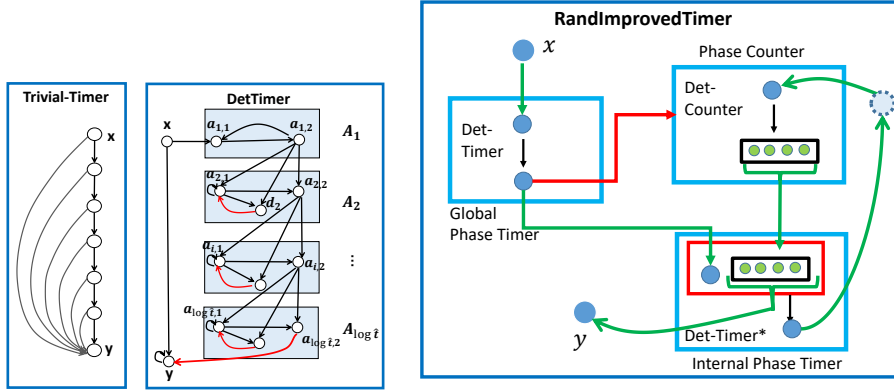 Trivial-Timer
x
y
DetTimer
x
a1,1
a1,2
A1
a2,1
a2,2
d2
A2
ai,1
ai,2
⋮
alog t̂,1
alog t̂,2
Alog t̂
y
RandImprovedTimer
x
Phase Counter
Det-
Counter
Det-
Timer
Global
Phase Timer
y
Det-Timer*
Internal Phase Timer